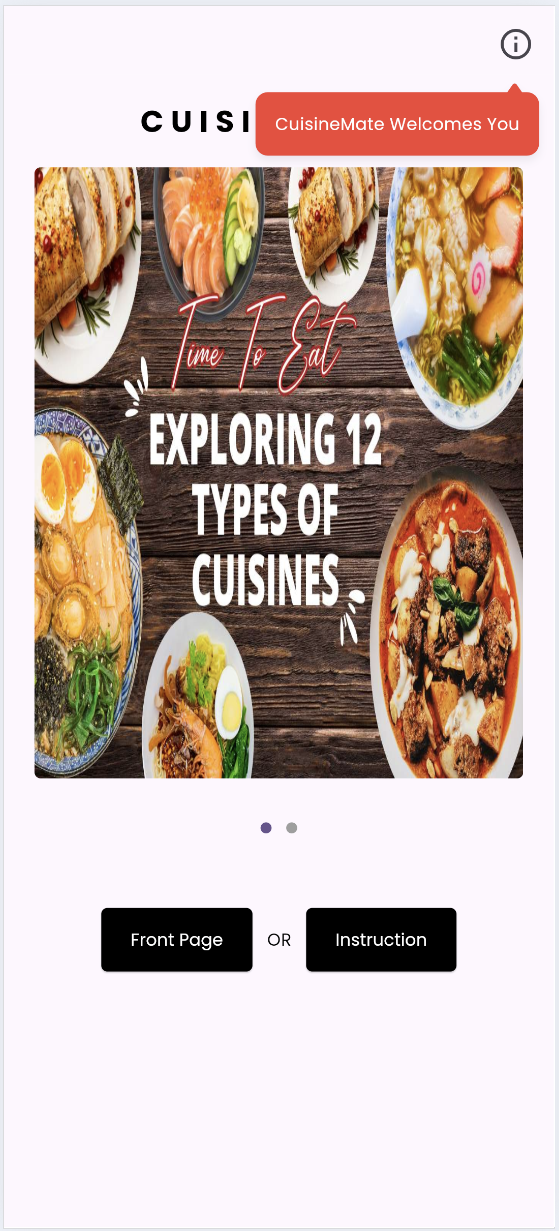 CUISI
CuisineMate Welcomes You
Time To Eat
EXPLORING 12
TYPES OF
CUISINES
Front Page OR Instruction